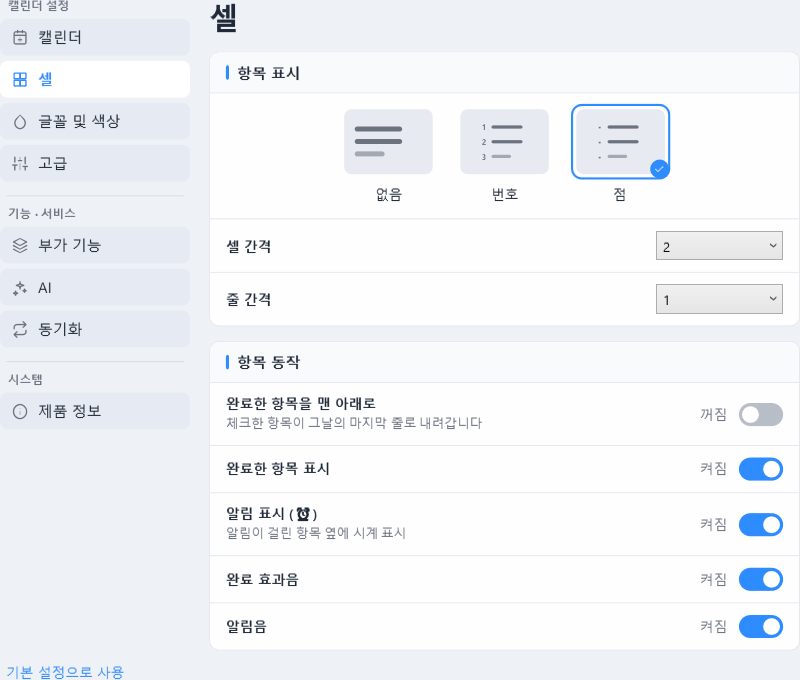 캘린더 설정
캘린더
셀
글꼴 및 색상
고급
기능 · 서비스
부가 기능
AI
동기화
시스템
제품 정보
기본 설정으로 사용
셀
항목 표시
1
2
3
없음
번호
점
셀 간격
2
줄 간격
1
항목 동작
완료한 항목을 맨 아래로
체크한 항목이 그날의 마지막 줄로 내려갑니다
꺼짐
완료한 항목 표시
켜짐
알림 표시 (⏰)
알림이 걸린 항목 옆에 시계 표시
켜짐
완료 효과음
켜짐
알림음
켜짐